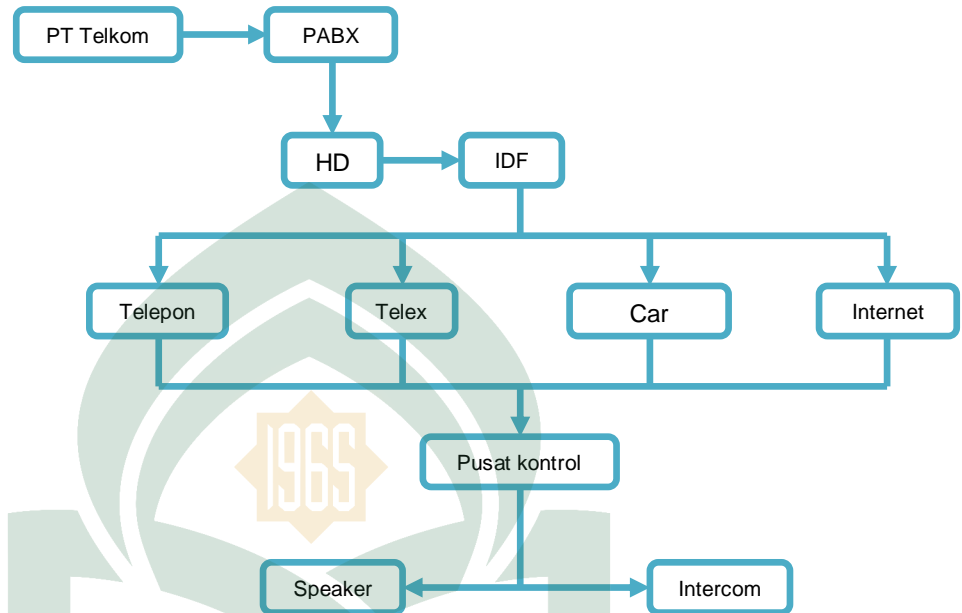 PT Telkom
PABX
HD
IDF
Telepon
Telex
Car
Internet
1965
Pusat kontrol
Speaker
Intercom